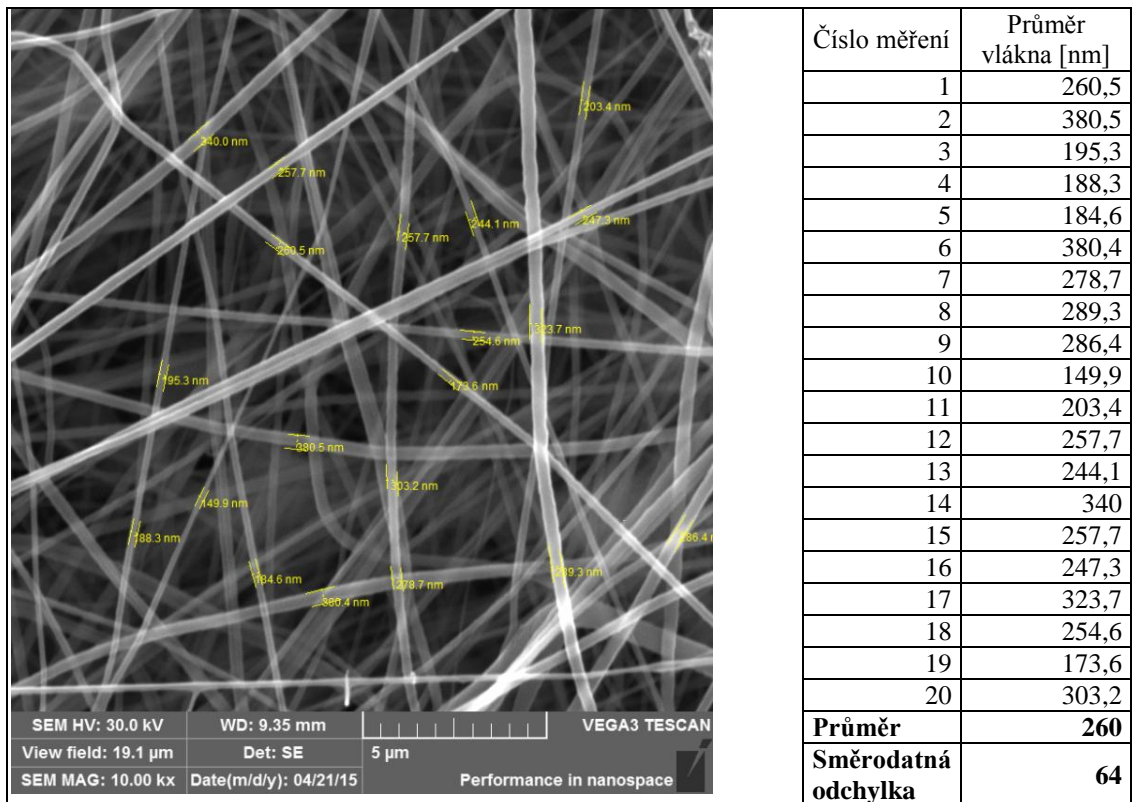 203.4 nm
340.0 nm
257.7 nm
244.1 nm
247.3 nm
257.7 nm
260.5 nm
323.7 nm
254.6 nm
195.3 nm
173.6 nm
380.5 nm
303.2 nm
149.9 nm
188.3 nm
286.4 n
184.6 nm
278.7 nm
289.3 nm
380.4 nm
SEM HV: 30.0 kV WD: 9.35 mm VEGA3 TESCAN
View field: 19.1 µm Det: SE 5 µm
SEM MAG: 10.00 kx Date(m/d/y): 04/21/15 Performance in nanospace
Číslo měření Průměr
vlákna [nm]
1 260,5
2 380,5
3 195,3
4 188,3
5 184,6
6 380,4
7 278,7
8 289,3
9 286,4
10 149,9
11 203,4
12 257,7
13 244,1
14 340
15 257,7
16 247,3
17 323,7
18 254,6
19 173,6
20 303,2
Průměr 260
Směrodatná
odchylka 64